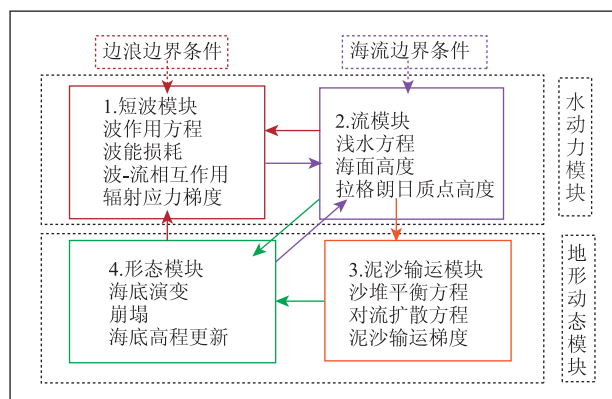 边浪边界条件
海流边界条件
1.短波模块
波作用方程
波能损耗
波-流相互作用
辐射应力梯度
2.流模块
浅水方程
海面高度
拉格朗日质点高度
水动力模块
4.形态模块
海底演变
崩塌
海底高程更新
3.泥沙输运模块
沙堆平衡方程
对流扩散方程
泥沙输运梯度
地形动态模块